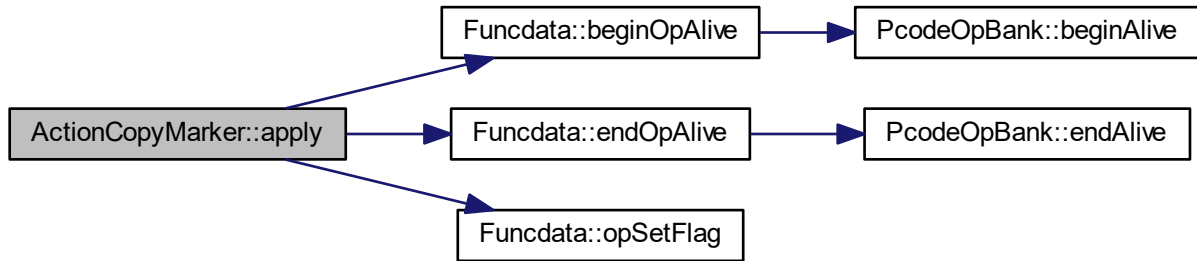 Funcdata::beginOpAlive
PcodeOpBank::beginAlive
ActionCopyMarker::apply
Funcdata::endOpAlive
PcodeOpBank::endAlive
Funcdata::opSetFlag